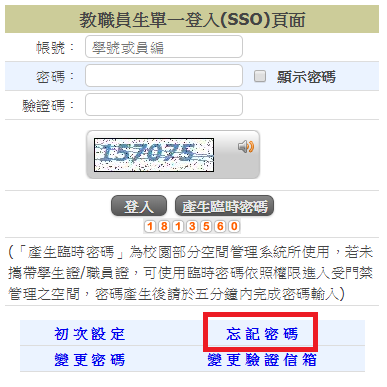 教職員生單一登入(SSO)頁面
帳號： 學號或員編
密碼： 顯示密碼
驗證碼：
157075
登入 產生臨時密碼
1813560
(「產生臨時密碼」為校園部分空間管理系統所使用，若未
攜帶學生證/職員證，可使用臨時密碼依照權限進入受門禁
管理之空間，密碼產生後請於五分鐘內完成密碼輸入)
初次設定 忘記密碼
變更密碼 變更驗證信箱